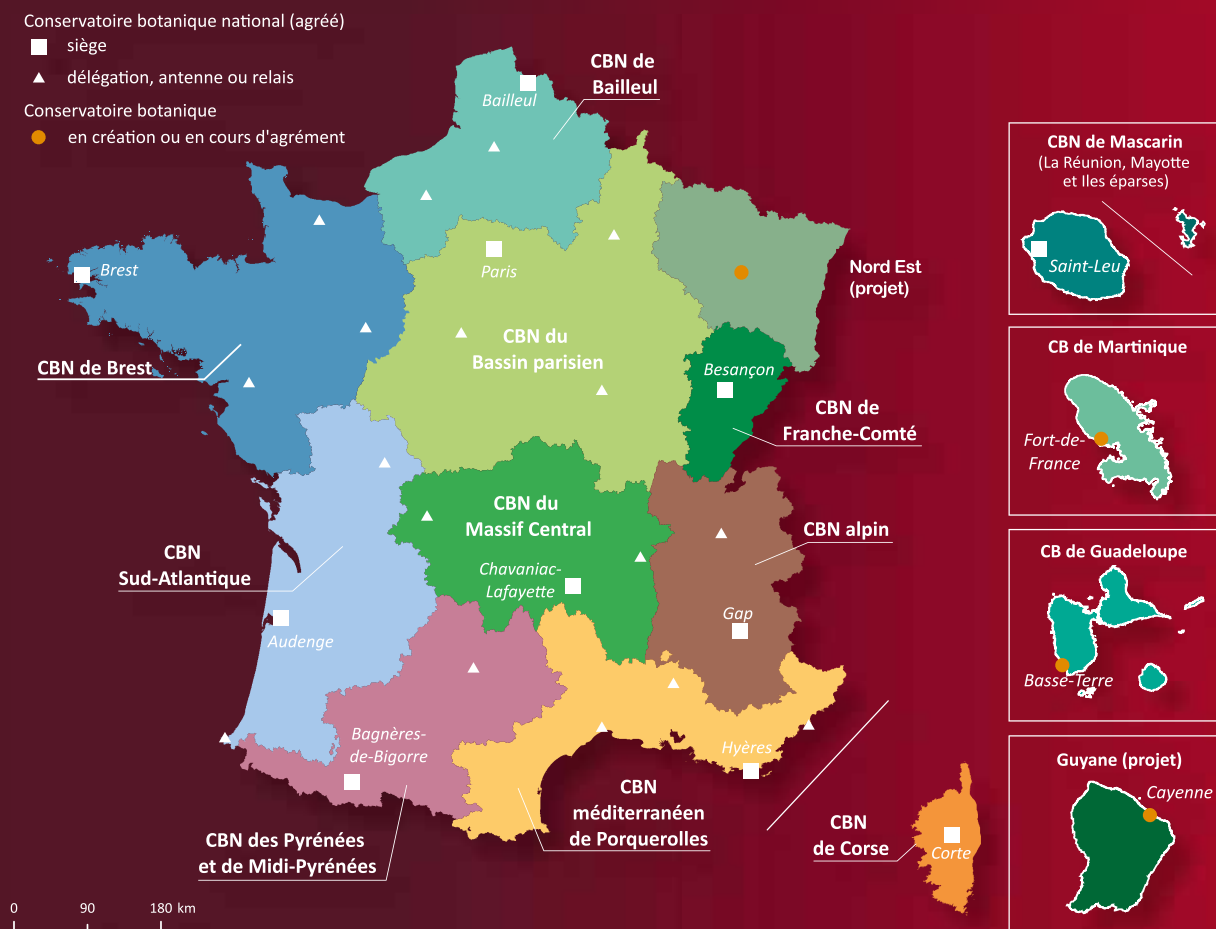 Conservatoire botanique national (agréé)
siège
délégation, antenne ou relais
Conservatoire botanique
en création ou en cours d'agrément
CBN de
Bailleul
Bailleul
Brest
CBN de Brest
Paris
CBN du
Bassin parisien
Nord Est
(projet)
Besançon
CBN de
Franche-Comté
CBN du
Massif Central
Chavaniac-
Lafayette
CBN alpin
Gap
CBN
Sud-Atlantique
Audenge
Bagnères-
de-Bigorre
CBN des Pyrénées
et de Midi-Pyrénées
Hyères
CBN
méditerranéen
de Porquerolles
CBN
de Corse
Corte
CBN de Mascarin
(La Réunion, Mayotte
et Iles éparses)
Saint-Leu
CB de Martinique
Fort-de-
France
CB de Guadeloupe
Basse-Terre
Guyane (projet)
Cayenne
0 90 180 km